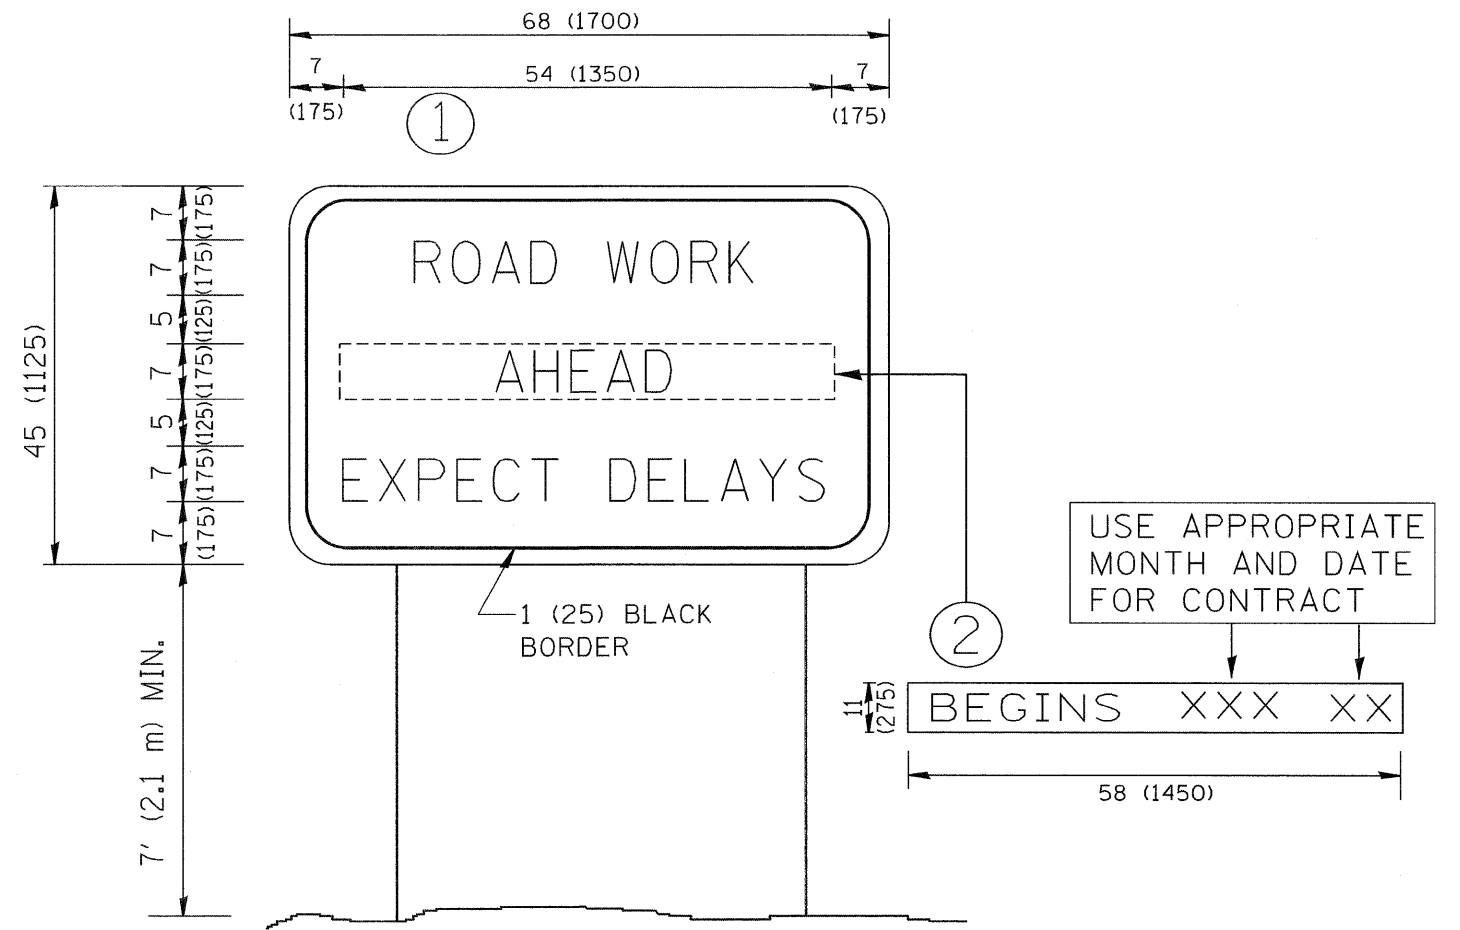 68 (1700)
7
54 (1350)
7
(175)
(175)
1
45 (1125)
7
(175)
7
(175)
5
(125)
7
(175)
5
(125)
7
(175)
7
(175)
ROAD WORK
AHEAD
EXPECT DELAYS
1 (25) BLACK
BORDER
7' (2.1 m) MIN.
2
USE APPROPRIATE
MONTH AND DATE
FOR CONTRACT
11
(275)
BEGINS XXX XX
58 (1450)